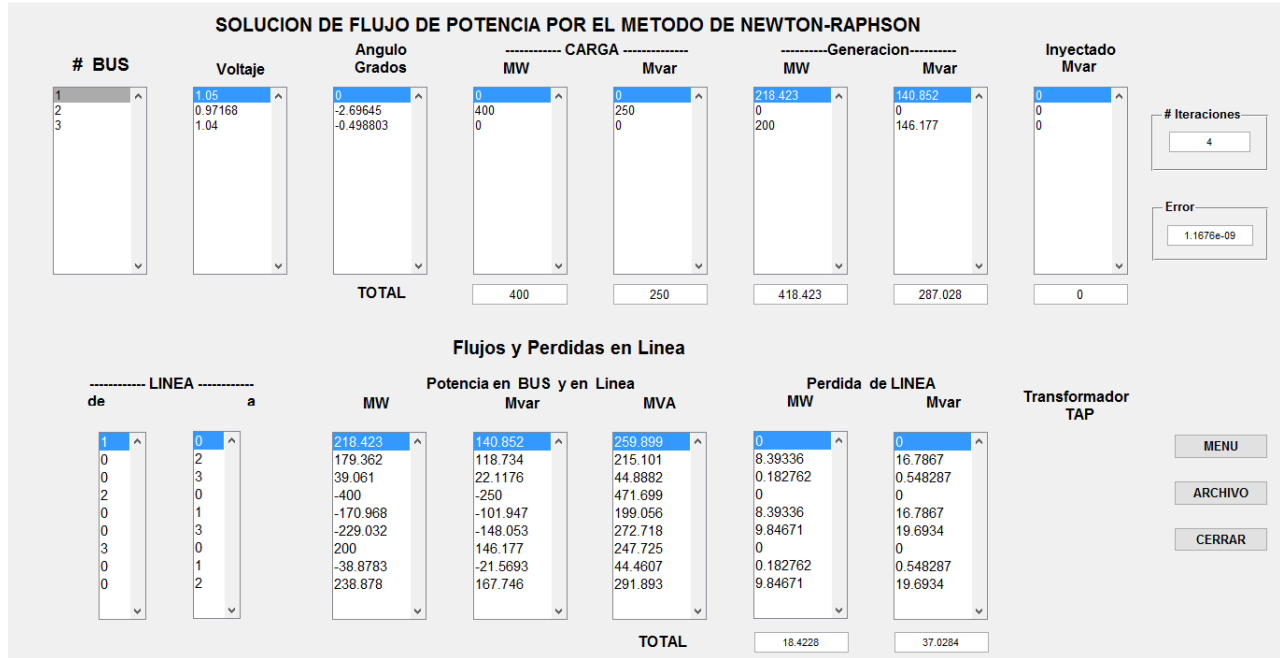 SOLUCION DE FLUJO DE POTENCIA POR EL METODO DE NEWTON-RAPHSON
# BUS Voltaje Angulo Grados ------------ CARGA ------------- ----------Generacion---------- Inyectado Mvar
MW Mvar MW Mvar
1 1.05 0 0 0 218.423 140.852 0
2 0.97168 -2.69645 400 250 0 0 0
3 1.04 -0.498803 0 0 200 146.177 0
# Iteraciones
4
Error
1.1676e-09
TOTAL 400 250 418.423 287.028 0
Flujos y Perdidas en Linea
------------ LINEA ------------ Potencia en BUS y en Linea Perdida de LINEA Transformador TAP
de a MW Mvar MVA MW Mvar
1 0 218.423 140.852 259.899 0 0
0 2 179.362 118.734 215.101 8.39336 16.7867
0 3 39.061 22.1176 44.8882 0.182762 0.548287
2 0 -400 -250 471.699 0 0
0 1 -170.968 -101.947 199.056 8.39336 16.7867
0 3 -229.032 -148.053 272.718 9.84671 19.6934
3 0 200 146.177 247.725 0 0
0 1 -38.8783 -21.5693 44.4607 0.182762 0.548287
0 2 238.878 167.746 291.893 9.84671 19.6934
MENU
ARCHIVO
CERRAR
TOTAL 18.4228 37.0284